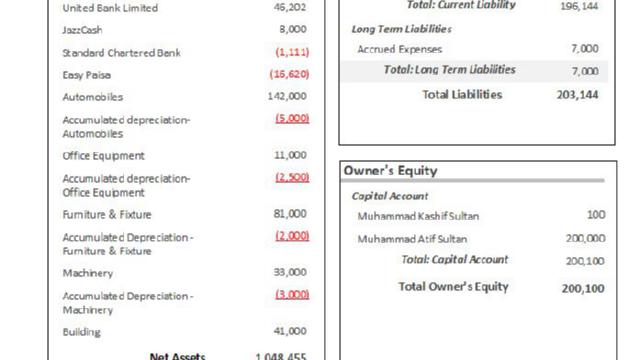 United Bank Limited 46,202
JazzCash 8,000
Standard Chartered Bank (1,111)
Easy Paisa (16,620)
Automobiles 142,000
Accumulated depreciation- (5,000)
Automobiles
Office Equipment 11,000
Accumulated depreciation- (2,500)
Office Equipment
Furniture & Fixture 81,000
Accumulated Depreciation - (2,000)
Furniture & Fixture
Machinery 33,000
Accumulated Depreciation - (3,000)
Machinery
Building 41,000
Net Assets 1,048,455
Total: Current Liability 196,144
Long Term Liabilities
Accrued Expenses 7,000
Total: Long Term Liabilities 7,000
Total Liabilities 203,144
Owner's Equity
Capital Account
Muhammad Kashif Sultan 100
Muhammad Atif Sultan 200,000
Total: Capital Account 200,100
Total Owner's Equity 200,100